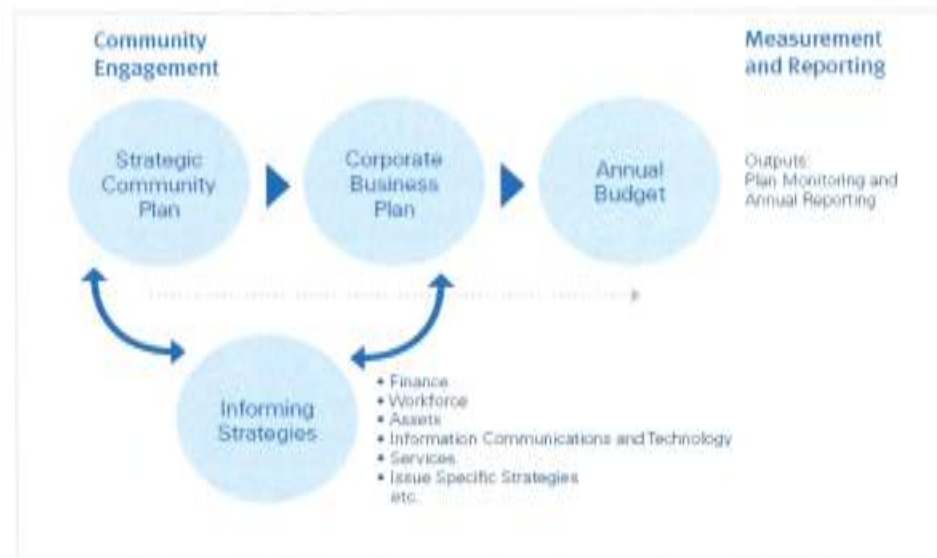 Community
Engagement
Measurement
and Reporting
Strategic
Community
Plan
Corporate
Business
Plan
Annual
Budget
Outputs:
Plan Monitoring and
Annual Reporting
Informing
Strategies
• Finance
• Workforce
• Assets
• Information Communications and Technology
• Services
• Issue Specific Strategies
etc.